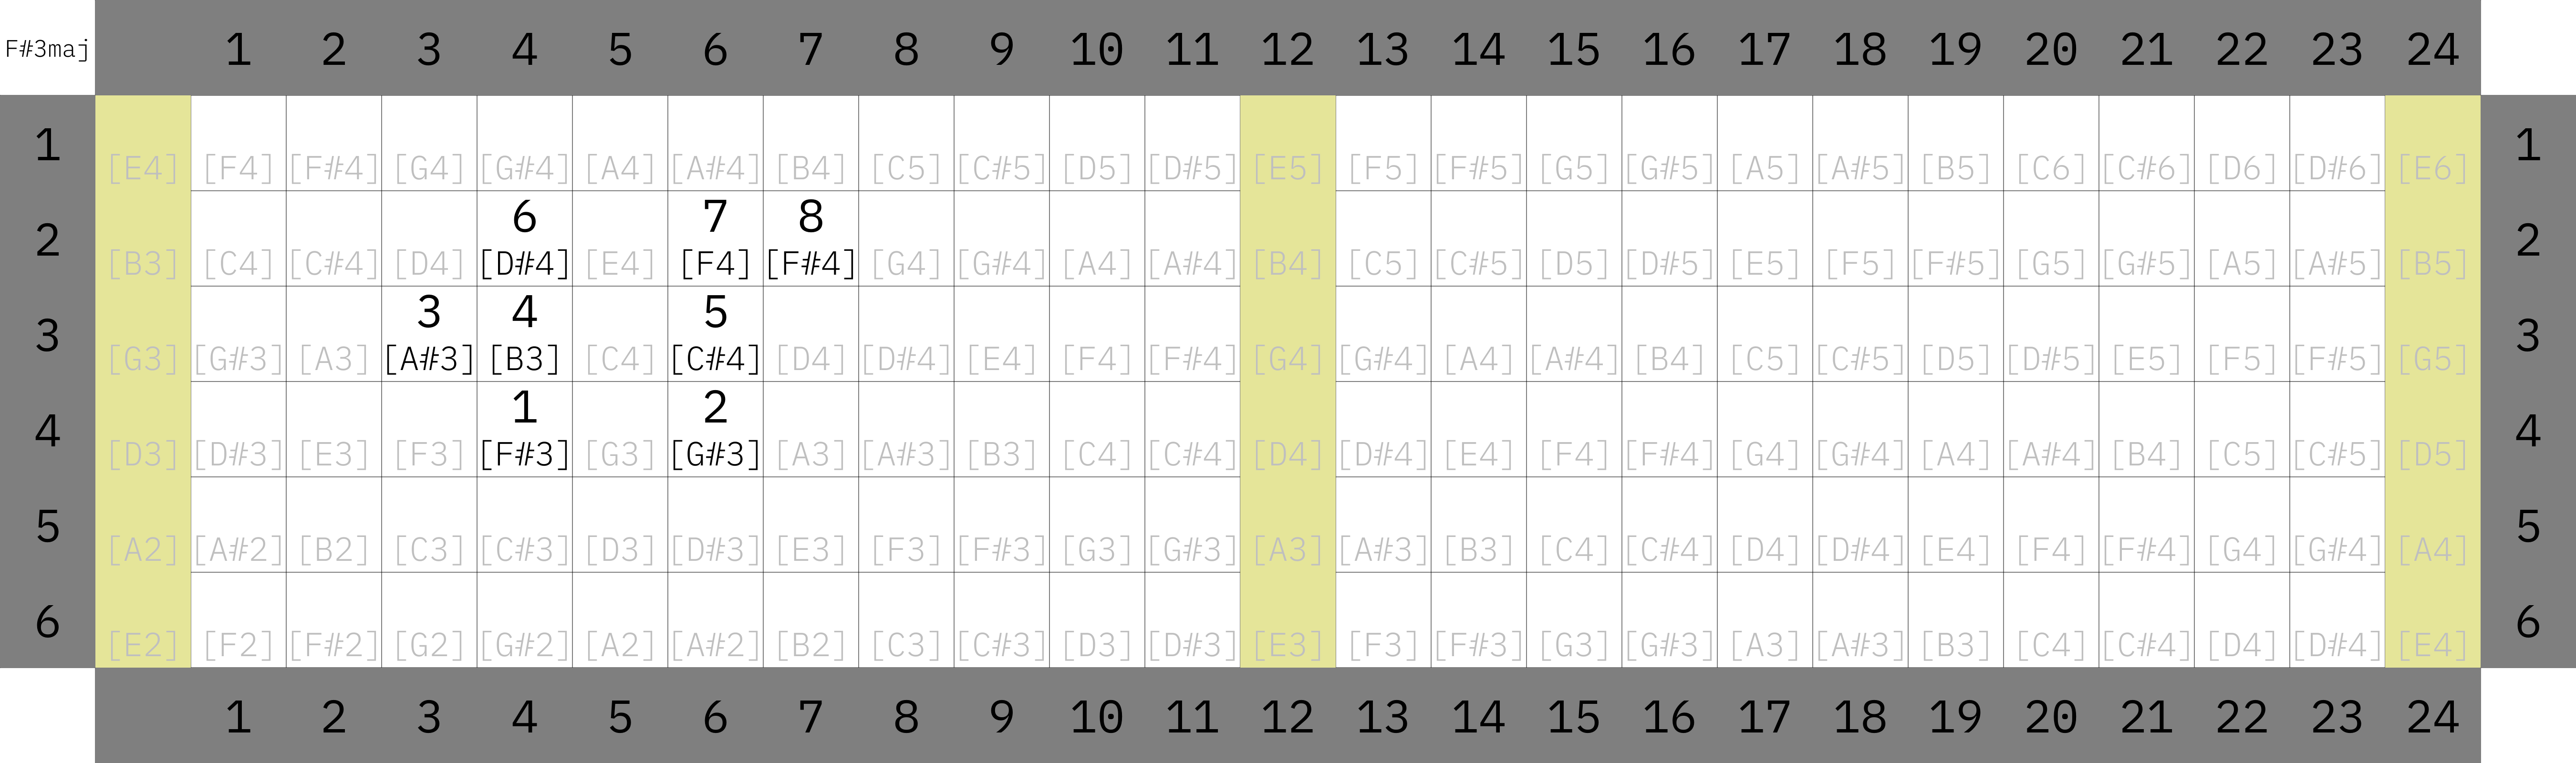 F#3maj 1 2 3 4 5 6 7 8 9 10 11 12 13 14 15 16 17 18 19 20 21 22 23 24
1 [E4] [F4] [F#4] [G4] [G#4] [A4] [A#4] [B4] [C5] [C#5] [D5] [D#5] [E5] [F5] [F#5] [G5] [G#5] [A5] [A#5] [B5] [C6] [C#6] [D6] [D#6] [E6] 1
6 7 8
2 [B3] [C4] [C#4] [D4] [D#4] [E4] [F4] [F#4] [G4] [G#4] [A4] [A#4] [B4] [C5] [C#5] [D5] [D#5] [E5] [F5] [F#5] [G5] [G#5] [A5] [A#5] [B5] 2
3 4 5
3 [G3] [G#3] [A3] [A#3] [B3] [C4] [C#4] [D4] [D#4] [E4] [F4] [F#4] [G4] [G#4] [A4] [A#4] [B4] [C5] [C#5] [D5] [D#5] [E5] [F5] [F#5] [G5] 3
1 2
4 [D3] [D#3] [E3] [F3] [F#3] [G3] [G#3] [A3] [A#3] [B3] [C4] [C#4] [D4] [D#4] [E4] [F4] [F#4] [G4] [G#4] [A4] [A#4] [B4] [C5] [C#5] [D5] 4
5 [A2] [A#2] [B2] [C3] [C#3] [D3] [D#3] [E3] [F3] [F#3] [G3] [G#3] [A3] [A#3] [B3] [C4] [C#4] [D4] [D#4] [E4] [F4] [F#4] [G4] [G#4] [A4] 5
6 [E2] [F2] [F#2] [G2] [G#2] [A2] [A#2] [B2] [C3] [C#3] [D3] [D#3] [E3] [F3] [F#3] [G3] [G#3] [A3] [A#3] [B3] [C4] [C#4] [D4] [D#4] [E4] 6
1 2 3 4 5 6 7 8 9 10 11 12 13 14 15 16 17 18 19 20 21 22 23 24